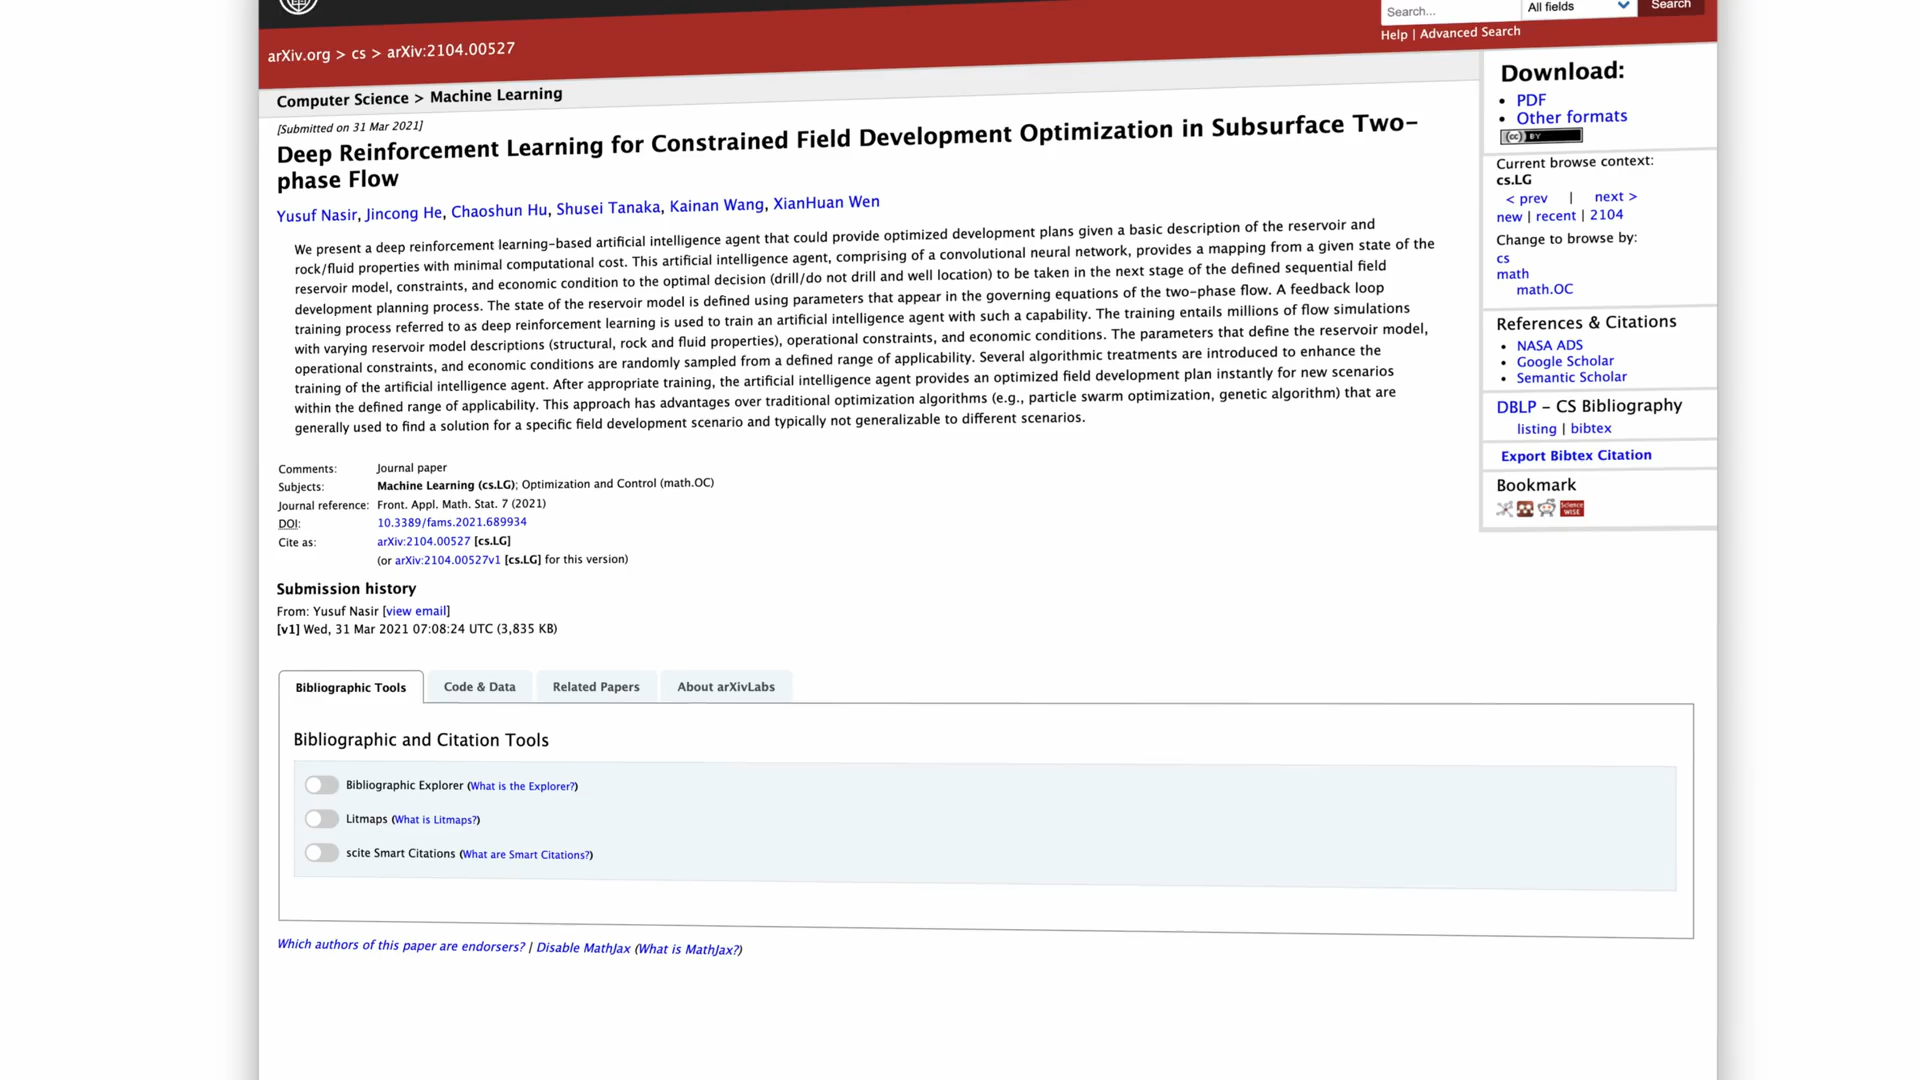 Search...
All fields
Search
Help | Advanced Search
arXiv.org > cs > arXiv:2104.00527
Computer Science > Machine Learning
[Submitted on 31 Mar 2021]
Deep Reinforcement Learning for Constrained Field Development Optimization in Subsurface Two-
phase Flow
Yusuf Nasir, Jincong He, Chaoshun Hu, Shusei Tanaka, Kainan Wang, XianHuan Wen
We present a deep reinforcement learning-based artificial intelligence agent that could provide optimized development plans given a basic description of the reservoir and
rock/fluid properties with minimal computational cost. This artificial intelligence agent, comprising of a convolutional neural network, provides a mapping from a given state of the
reservoir model, constraints, and economic condition to the optimal decision (drill/do not drill and well location) to be taken in the next stage of the defined sequential field
development planning process. The state of the reservoir model is defined using parameters that appear in the governing equations of the two-phase flow. A feedback loop
training process referred to as deep reinforcement learning is used to train an artificial intelligence agent with such a capability. The training entails millions of flow simulations
with varying reservoir model descriptions (structural, rock and fluid properties), operational constraints, and economic conditions. The parameters that define the reservoir model,
operational constraints, and economic conditions are randomly sampled from a defined range of applicability. Several algorithmic treatments are introduced to enhance the
training of the artificial intelligence agent. After appropriate training, the artificial intelligence agent provides an optimized field development plan instantly for new scenarios
within the defined range of applicability. This approach has advantages over traditional optimization algorithms (e.g., particle swarm optimization, genetic algorithm) that are
generally used to find a solution for a specific field development scenario and typically not generalizable to different scenarios.
Comments: Journal paper
Subjects: Machine Learning (cs.LG); Optimization and Control (math.OC)
Journal reference: Front. Appl. Math. Stat. 7 (2021)
DOI: 10.3389/fams.2021.689934
Cite as: arXiv:2104.00527 [cs.LG]
(or arXiv:2104.00527v1 [cs.LG] for this version)
Submission history
From: Yusuf Nasir [view email]
[v1] Wed, 31 Mar 2021 07:08:24 UTC (3,835 KB)
Bibliographic Tools
Code & Data
Related Papers
About arXivLabs
Bibliographic and Citation Tools
Bibliographic Explorer (What is the Explorer?)
Litmaps (What is Litmaps?)
scite Smart Citations (What are Smart Citations?)
Which authors of this paper are endorsers? | Disable MathJax (What is MathJax?)
Download:
• PDF
• Other formats
(cc) BY
Current browse context:
cs.LG
< prev | next >
new | recent | 2104
Change to browse by:
cs
math
math.OC
References & Citations
• NASA ADS
• Google Scholar
• Semantic Scholar
DBLP – CS Bibliography
listing | bibtex
Export Bibtex Citation
Bookmark
Science
WISE